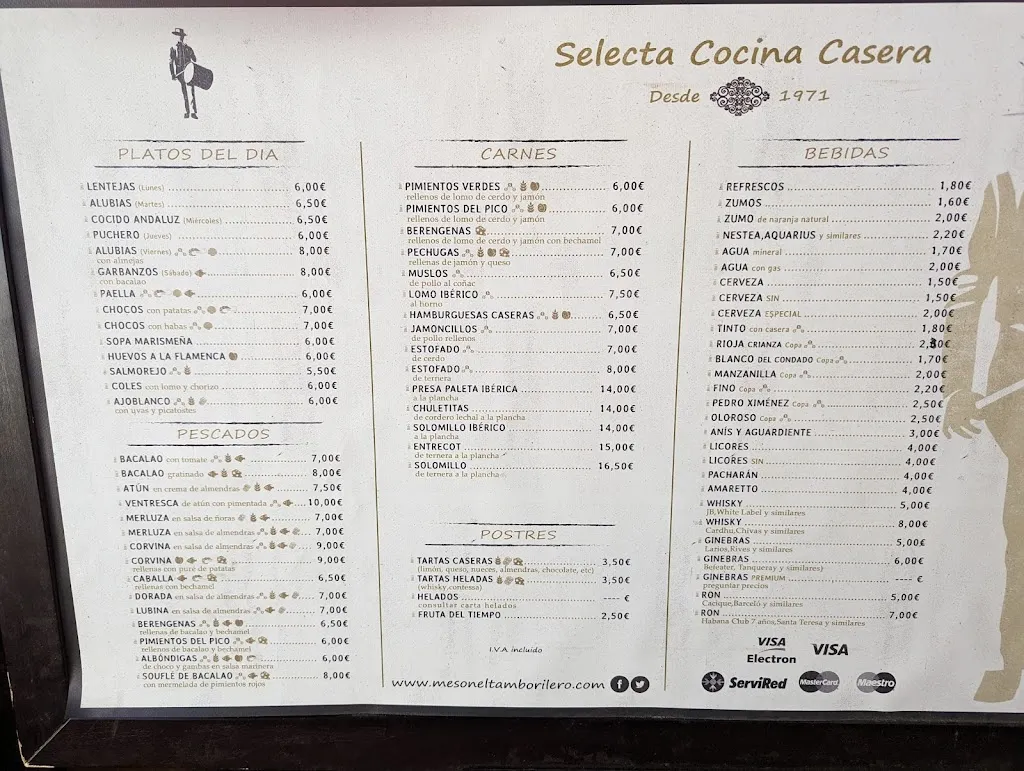 Selecta Cocina Casera
Desde 1971
PLATOS DEL DIA
LENTEJAS (Lunes) 6,00€
ALUBIAS (Martes) 6,50€
COCIDO ANDALUZ (Miércoles) 6,50€
PUCHERO (Jueves) 6,00€
ALUBIAS (Viernes) 8,00€
con almejas
GARBANZOS (Sábado) 8,00€
con bacalao
PAELLA 6,00€
CHOCOS con patatas 7,00€
CHOCOS con habas 7,00€
SOPA MARISMEÑA 6,00€
HUEVOS A LA FLAMENCA 6,00€
SALMOREJO 5,50€
COLES con lomo y chorizo 6,00€
AJOBLANCO 6,00€
con uvas y picatostes
PESCADOS
BACALAO con tomate 7,00€
BACALAO gratinado 8,00€
ATÚN en crema de almendras 7,50€
VENTRESCA de atún con pimentada 10,00€
MERLUZA en salsa de ñoras 7,00€
MERLUZA en salsa de almendras 7,00€
CORVINA en salsa de almendras 9,00€
CORVINA 9,00€
rellenas con pure de patatas
CABALLA 6,50€
rellenas con bechamel
DORADA en salsa de almendras 7,00€
LUBINA en salsa de almendras 7,00€
BERENGENAS 6,50€
rellenas de bacalao y bechamel
PIMIENTOS DEL PICO 6,00€
rellenos de bacalao y bechamel
ALBÓNDIGAS 6,00€
de choco y gambas en salsa marinera
SOUFLÉ DE BACALAO 8,00€
con mermelada de pimientos rojos
CARNES
PIMIENTOS VERDES 6,00€
rellenos de lomo de cerdo y jamón
PIMIENTOS DEL PICO 6,00€
rellenos de lomo de cerdo y jamón
BERENGENAS 7,00€
rellenos de lomo de cerdo y jamón con bechamel
PECHUGAS 7,00€
rellenas de jamón y queso
MUSLOS 6,50€
de pollo al coñac
LOMO IBÉRICO 7,50€
al horno
HAMBURGUESAS CASERAS 6,50€
JAMONCILLOS 7,00€
de pollo rellenos
ESTOFADO 7,00€
de cerdo
ESTOFADO 8,00€
de ternera
PRESA PALETA IBÉRICA 14,00€
a la plancha
CHULETITAS 14,00€
de cordero lechal a la plancha
SOLOMILLO IBÉRICO 14,00€
a la plancha
ENTRECOT 15,00€
de ternera a la plancha
SOLOMILLO 16,50€
de ternera a la plancha
POSTRES
TARTAS CASERAS 3,50€
(limón, queso, nueces, almendras, chocolate, etc)
TARTAS HELADAS 3,50€
(whisky, contessa)
HELADOS ---- €
consultar carta helados
FRUTA DEL TIEMPO 2,50€
I.V.A incluido
www.mesoneltamborilero.com
BEBIDAS
REFRESCOS 1,80€
ZUMOS 1,60€
ZUMO de naranja natural 2,00€
NESTEA,AQUARIUS y similares 2,20€
AGUA mineral 1,70€
AGUA con gas 2,00€
CERVEZA 1,50€
CERVEZA SIN 1,50€
CERVEZA ESPECIAL 2,00€
TINTO con casera 1,80€
RIOJA CRIANZA Copa
BLANCO DEL CONDADO Copa 1,70€
MANZANILLA Copa 2,00€
FINO Copa 2,20€
PEDRO XIMÉNEZ Copa 2,50€
OLOROSO Copa 2,50€
ANÍS Y AGUARDIENTE 3,00€
LICORES 4,00€
LICORES SIN 4,00€
PACHARÁN 4,00€
AMARETTO 4,00€
WHISKY 5,00€
JB,White Label y similares
WHISKY 8,00€
Cardhu,Chivas y similares
GINEBRAS 5,00€
Larios,Rives y similares
GINEBRAS 6,00€
Befeater, Tanqueray y similares)
GINEBRAS PREMIUM ---- €
preguntar precios
RON 5,00€
Cacique,Barceló y similares
RON 7,00€
Habana Club 7 años,Santa Teresa y similares
VISA
Electron
VISA
ServiRed
MasterCard
Maestro